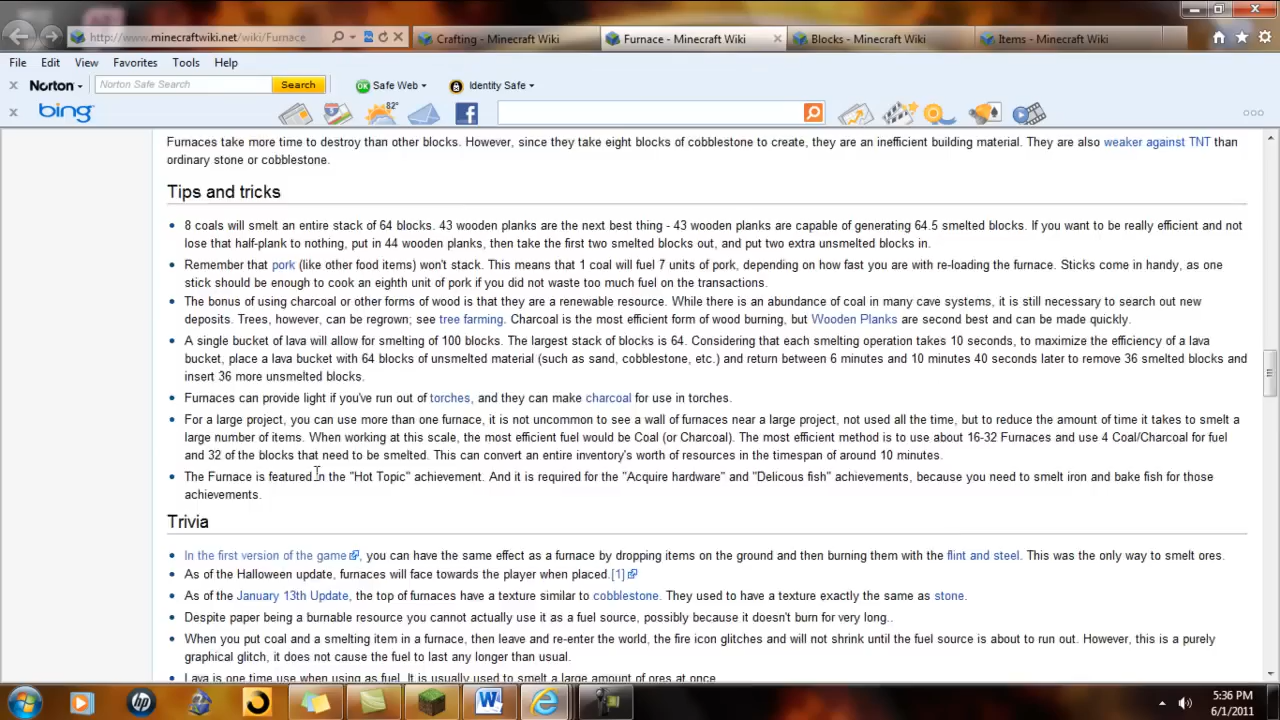 http://www.minecraftwiki.net/wiki/Furnace
Crafting - Minecraft Wiki
Furnace - Minecraft Wiki
Blocks - Minecraft Wiki
Items - Minecraft Wiki
File Edit View Favorites Tools Help
Norton Norton Safe Search Search OK Safe Web Identity Safe
bing 82°
Furnaces take more time to destroy than other blocks. However, since they take eight blocks of cobblestone to create, they are an inefficient building material. They are also weaker against TNT than
ordinary stone or cobblestone.
Tips and tricks
8 coals will smelt an entire stack of 64 blocks. 43 wooden planks are the next best thing - 43 wooden planks are capable of generating 64.5 smelted blocks. If you want to be really efficient and not
lose that half-plank to nothing, put in 44 wooden planks, then take the first two smelted blocks out, and put two extra unsmelted blocks in.
Remember that pork (like other food items) won't stack. This means that 1 coal will fuel 7 units of pork, depending on how fast you are with re-loading the furnace. Sticks come in handy, as one
stick should be enough to cook an eighth unit of pork if you did not waste too much fuel on the transactions.
The bonus of using charcoal or other forms of wood is that they are a renewable resource. While there is an abundance of coal in many cave systems, it is still necessary to search out new
deposits. Trees, however, can be regrown; see tree farming. Charcoal is the most efficient form of wood burning, but Wooden Planks are second best and can be made quickly.
A single bucket of lava will allow for smelting of 100 blocks. The largest stack of blocks is 64. Considering that each smelting operation takes 10 seconds, to maximize the efficiency of a lava
bucket, place a lava bucket with 64 blocks of unsmelted material (such as sand, cobblestone, etc.) and return between 6 minutes and 10 minutes 40 seconds later to remove 36 smelted blocks and
insert 36 more unsmelted blocks.
Furnaces can provide light if you've run out of torches, and they can make charcoal for use in torches.
For a large project, you can use more than one furnace, it is not uncommon to see a wall of furnaces near a large project, not used all the time, but to reduce the amount of time it takes to smelt a
large number of items. When working at this scale, the most efficient fuel would be Coal (or Charcoal). The most efficient method is to use about 16-32 Furnaces and use 4 Coal/Charcoal for fuel
and 32 of the blocks that need to be smelted. This can convert an entire inventory's worth of resources in the timespan of around 10 minutes.
The Furnace is featured in the "Hot Topic" achievement. And it is required for the "Acquire hardware" and "Delicous fish" achievements, because you need to smelt iron and bake fish for those
achievements.
Trivia
In the first version of the game, you can have the same effect as a furnace by dropping items on the ground and then burning them with the flint and steel. This was the only way to smelt ores.
As of the Halloween update, furnaces will face towards the player when placed.[1]
As of the January 13th Update, the top of furnaces have a texture similar to cobblestone. They used to have a texture exactly the same as stone.
Despite paper being a burnable resource you cannot actually use it as a fuel source, possibly because it doesn't burn for very long..
When you put coal and a smelting item in a furnace, then leave and re-enter the world, the fire icon glitches and will not shrink until the fuel source is about to run out. However, this is a purely
graphical glitch, it does not cause the fuel to last any longer than usual.
Lava is one time use when using as fuel. It is usually used to smelt a large amount of ores at once
5:36 PM
6/1/2011